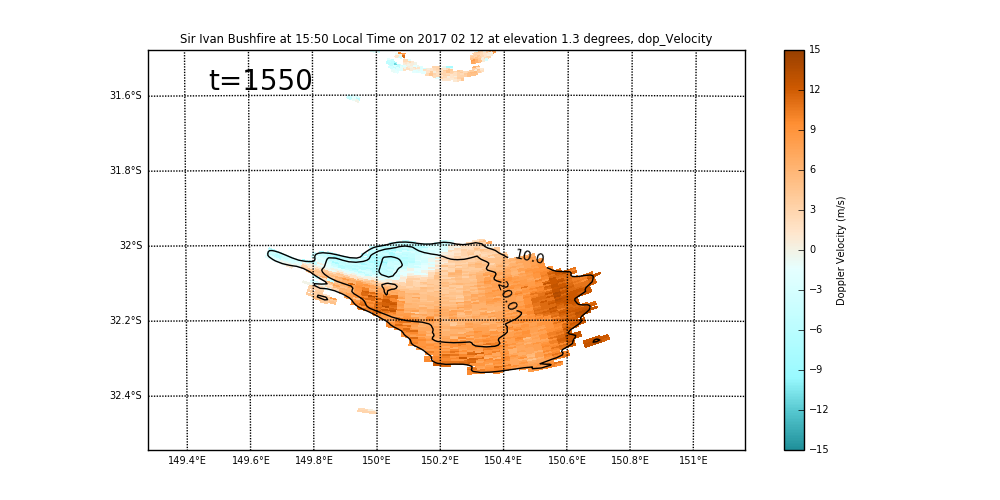 Sir Ivan Bushfire at 15:50 Local Time on 2017 02 12 at elevation 1.3 degrees, dop_Velocity
t=1550
31.6°S
31.8°S
32°S
32.2°S
32.4°S
10.0
20.0
149.4°E 149.6°E 149.8°E 150°E 150.2°E 150.4°E 150.6°E 150.8°E 151°E
15
12
9
6
3
0
−3
−6
−9
−12
−15
Doppler Velocity (m/s)